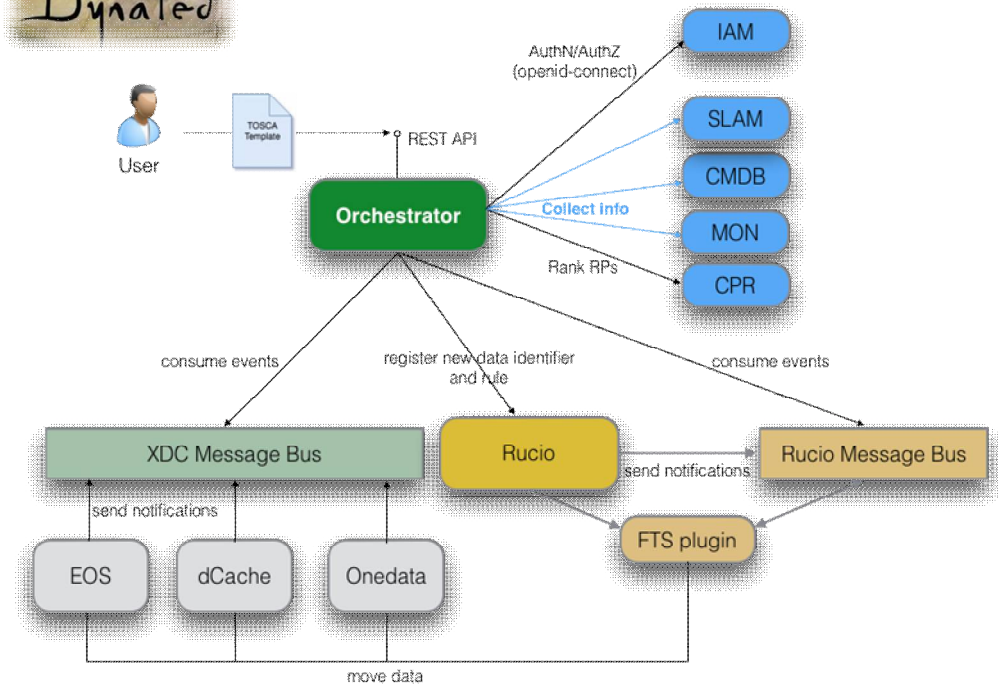 Dynafed
IAM
AuthN/AuthZ
(openid-connect)
SLAM
TOSCA
Template
REST API
User
CMDB
Orchestrator
Collect info
MON
Rank RPs
CPR
consume events
register new data identifier
and rule
consume events
XDC Message Bus
Rucio
send notifications
Rucio Message Bus
send notifications
FTS plugin
EOS
dCache
Onedata
move data